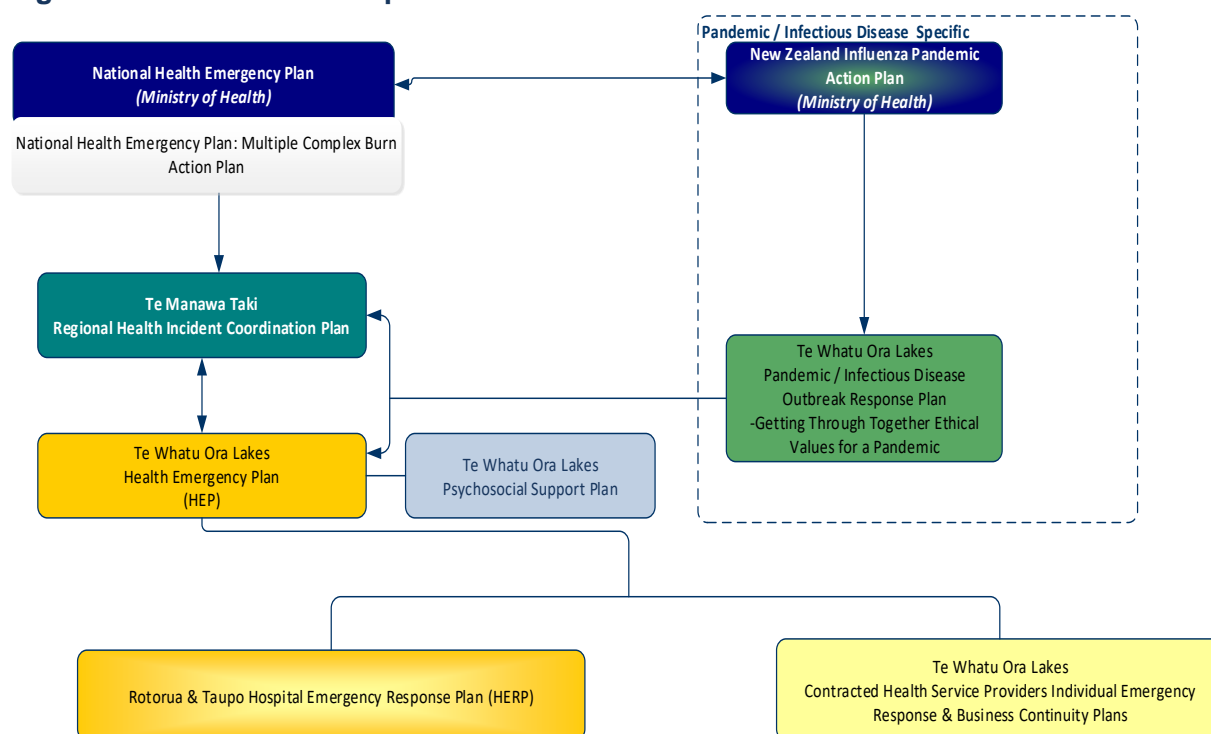 Pandemic / Infectious Disease Specific
National Health Emergency Plan
(Ministry of Health)
New Zealand Influenza Pandemic
Action Plan
(Ministry of Health)
National Health Emergency Plan: Multiple Complex Burn
Action Plan
Te Manawa Taki
Regional Health Incident Coordination Plan
Te Whatu Ora Lakes
Pandemic / Infectious Disease
Outbreak Response Plan
-Getting Through Together Ethical
Values for a Pandemic
Te Whatu Ora Lakes
Health Emergency Plan
(HEP)
Te Whatu Ora Lakes
Psychosocial Support Plan
Rotorua & Taupo Hospital Emergency Response Plan (HERP)
Te Whatu Ora Lakes
Contracted Health Service Providers Individual Emergency
Response & Business Continuity Plans